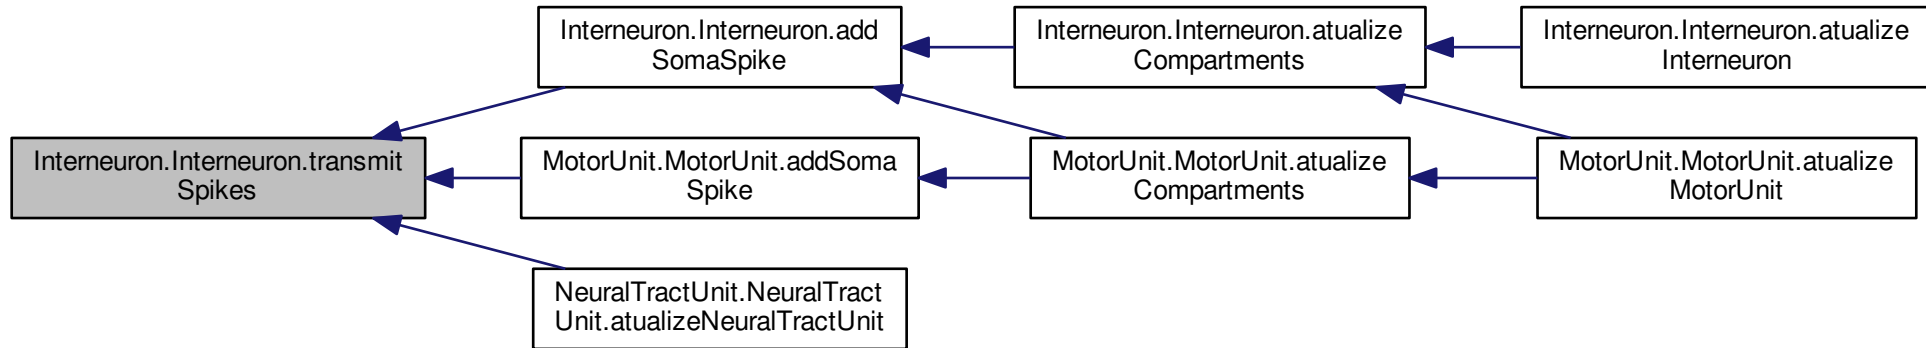 Interneuron.Interneuron.transmit
Spikes
Interneuron.Interneuron.add
SomaSpike
MotorUnit.MotorUnit.addSoma
Spike
NeuralTractUnit.NeuralTract
Unit.atualizeNeuralTractUnit
Interneuron.Interneuron.atualize
Compartments
MotorUnit.MotorUnit.atualize
Compartments
Interneuron.Interneuron.atualize
Interneuron
MotorUnit.MotorUnit.atualize
MotorUnit